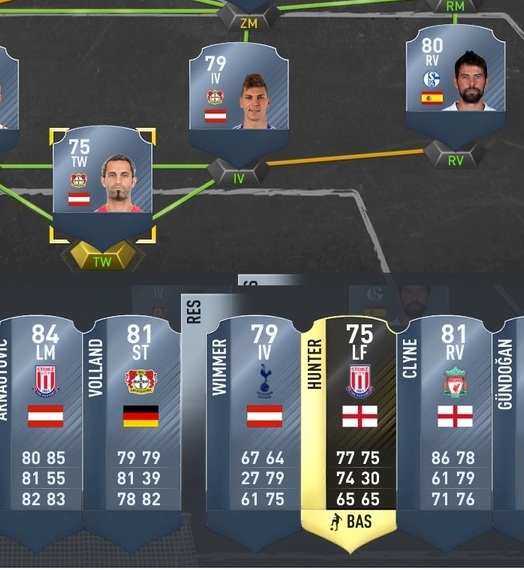 ZM
RM
79
IV
80
RV
75
TW
IV
RV
TW
RES
ARNAUTOVIC
84
LM
80 85
81 55
82 83
VOLLAND
81
ST
79 79
81 39
78 82
WIMMER
79
IV
67 64
27 79
61 75
HUNTER
75
LF
77 75
74 30
65 65
BAS
CLYNE
81
RV
86 78
61 79
71 76
GÜNDOĞAN